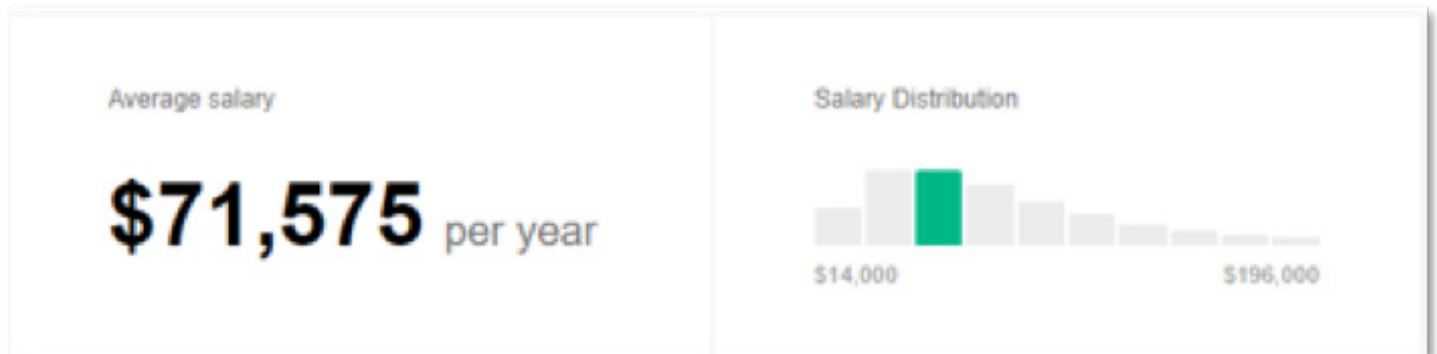 Average salary
$71,575 per year
Salary Distribution
$14,000
$196,000